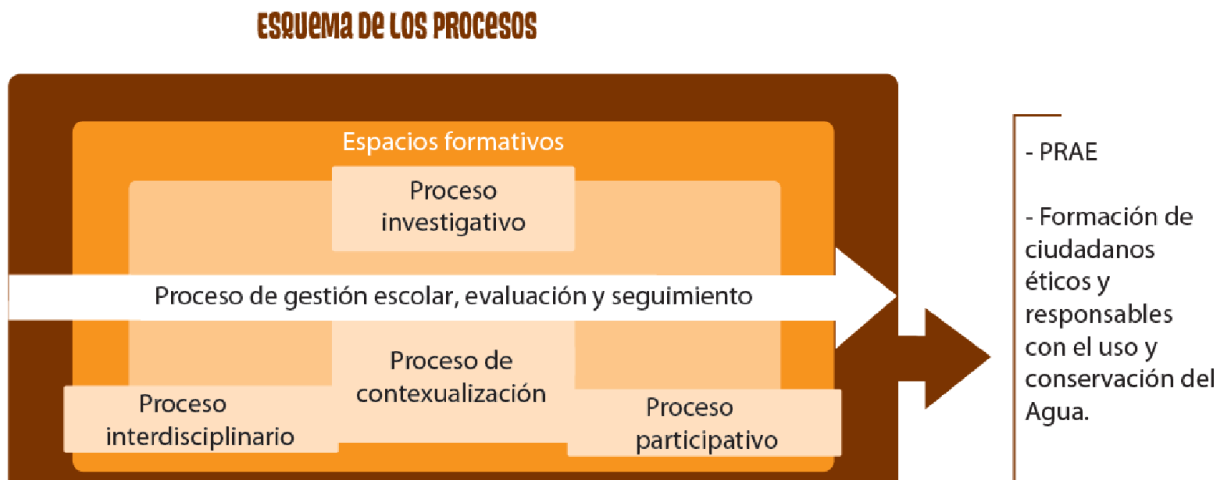 ESQUEMA DE LOS PROCESOS
Espacios formativos
Proceso
investigativo
Proceso de gestión escolar, evaluación y seguimiento
Proceso de
contexualización
Proceso
interdisciplinario
Proceso
participativo
- PRAE
- Formación de
ciudadanos
éticos y
responsables
con el uso y
conservación del
Agua.